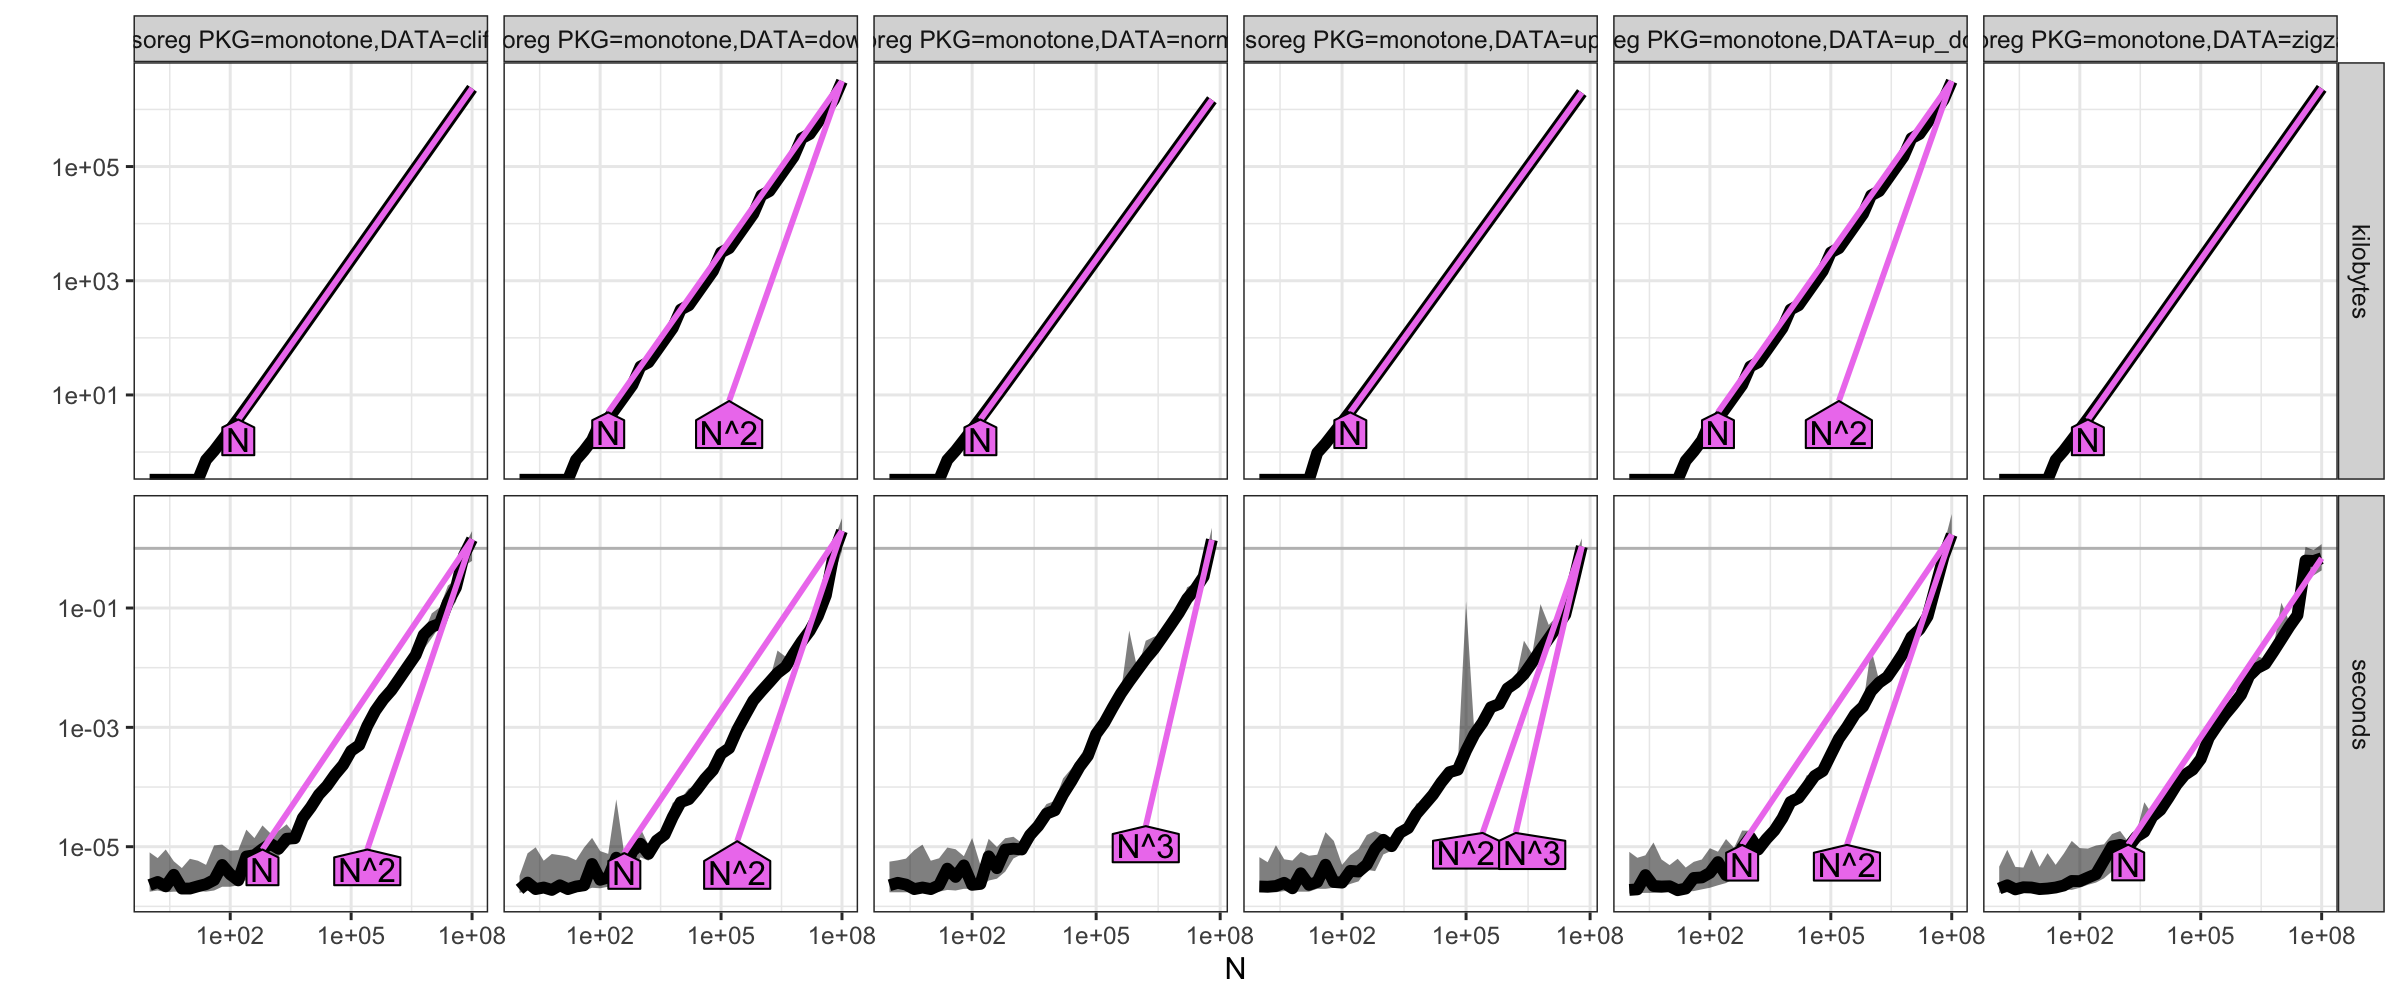 soreg PKG=monotone,DATA=clif
oreg PKG=monotone,DATA=dow
reg PKG=monotone,DATA=norn
soreg PKG=monotone,DATA=up
eg PKG=monotone,DATA=up_do
oreg PKG=monotone,DATA=zigz
1e+05
1e+03
1e+01
N
N
N^2
N
N
N
N^2
N
kilobytes
1e-01
1e-03
1e-05
N
N^2
N
N^2
N^3
N^2
N^3
N
N^2
N
seconds
1e+02 1e+05 1e+08
1e+02 1e+05 1e+08
1e+02 1e+05 1e+08
1e+02 1e+05 1e+08
1e+02 1e+05 1e+08
1e+02 1e+05 1e+08
N